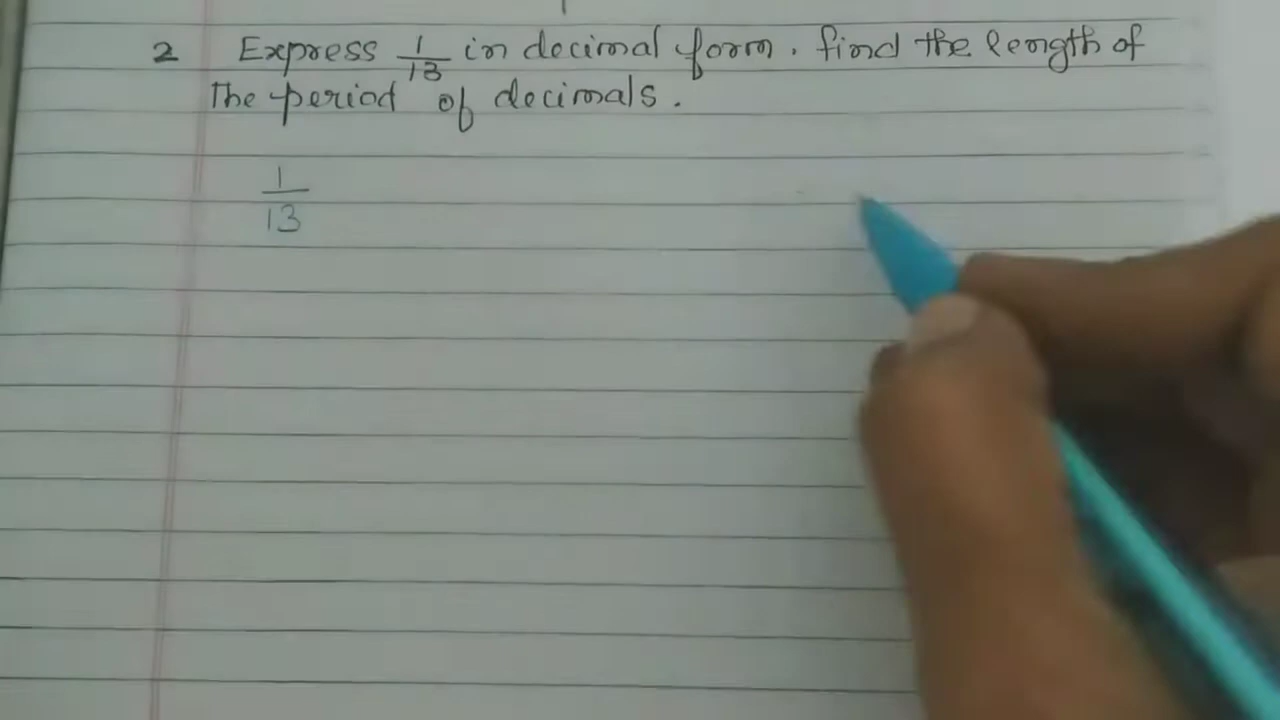 2 Express 1/13 in decimal form. find the length of
The period of decimals.
1/13